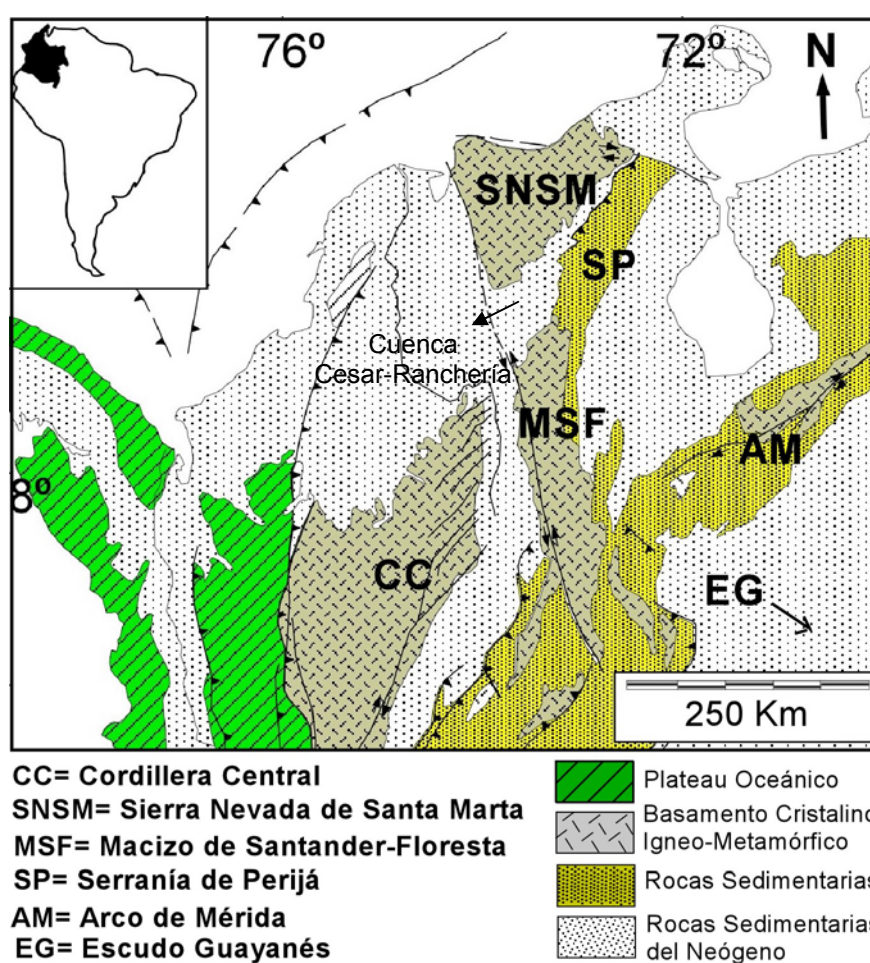 76º
72º
N
SNSM
SP
Cuenca
Cesar-Ranchería
MSF
AM
8º
CC
EG
250 Km
CC= Cordillera Central
SNSM= Sierra Nevada de Santa Marta
MSF= Macizo de Santander-Floresta
SP= Serranía de Perijá
AM= Arco de Mérida
EG= Escudo Guayanés
Plateau Oceánico
Basamento Cristalino
Igneo-Metamórfico
Rocas Sedimentarias
Rocas Sedimentarias
del Neógeno